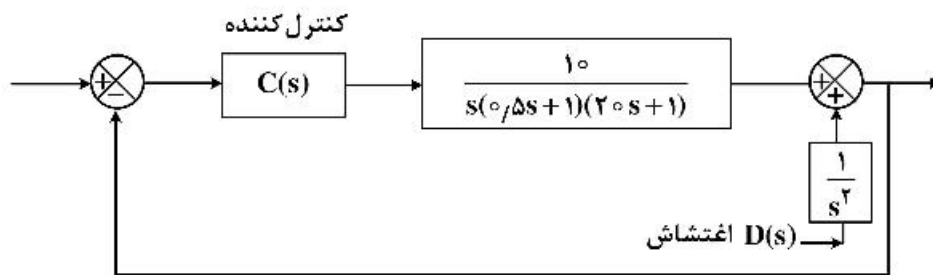 کنترل‌کننده
C(s)
۱۰
s(۰/۵s+۱)(۲۰s+۱)
+
−
+
+
۱
s۲
اغتشاش D(s)